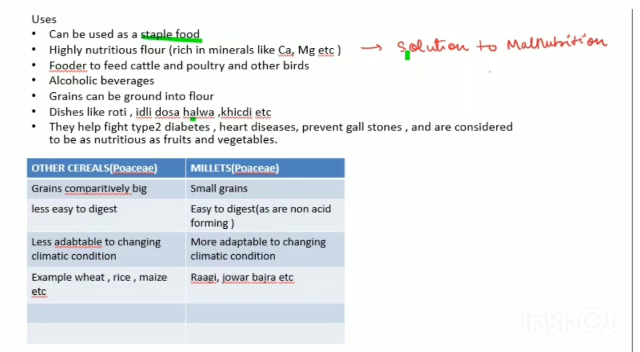 Uses
• Can be used as a staple food
• Highly nutritious flour (rich in minerals like Ca, Mg etc ) → Solution to Malnutrition
• Fooder to feed cattle and poultry and other birds
• Alcoholic beverages
• Grains can be ground into flour
• Dishes like roti , idli dosa halwa ,khicdi etc
• They help fight type2 diabetes , heart diseases, prevent gall stones , and are considered
to be as nutritious as fruits and vegetables.
OTHER CEREALS(Poaceae) MILLETS(Poaceae)
Grains comparitively big Small grains
less easy to digest Easy to digest(as are non acid
forming )
Less adabtable to changing More adaptable to changing
climatic condition climatic condition
Example wheat , rice , maize Raagi, jowar bajra etc
etc
InShOt